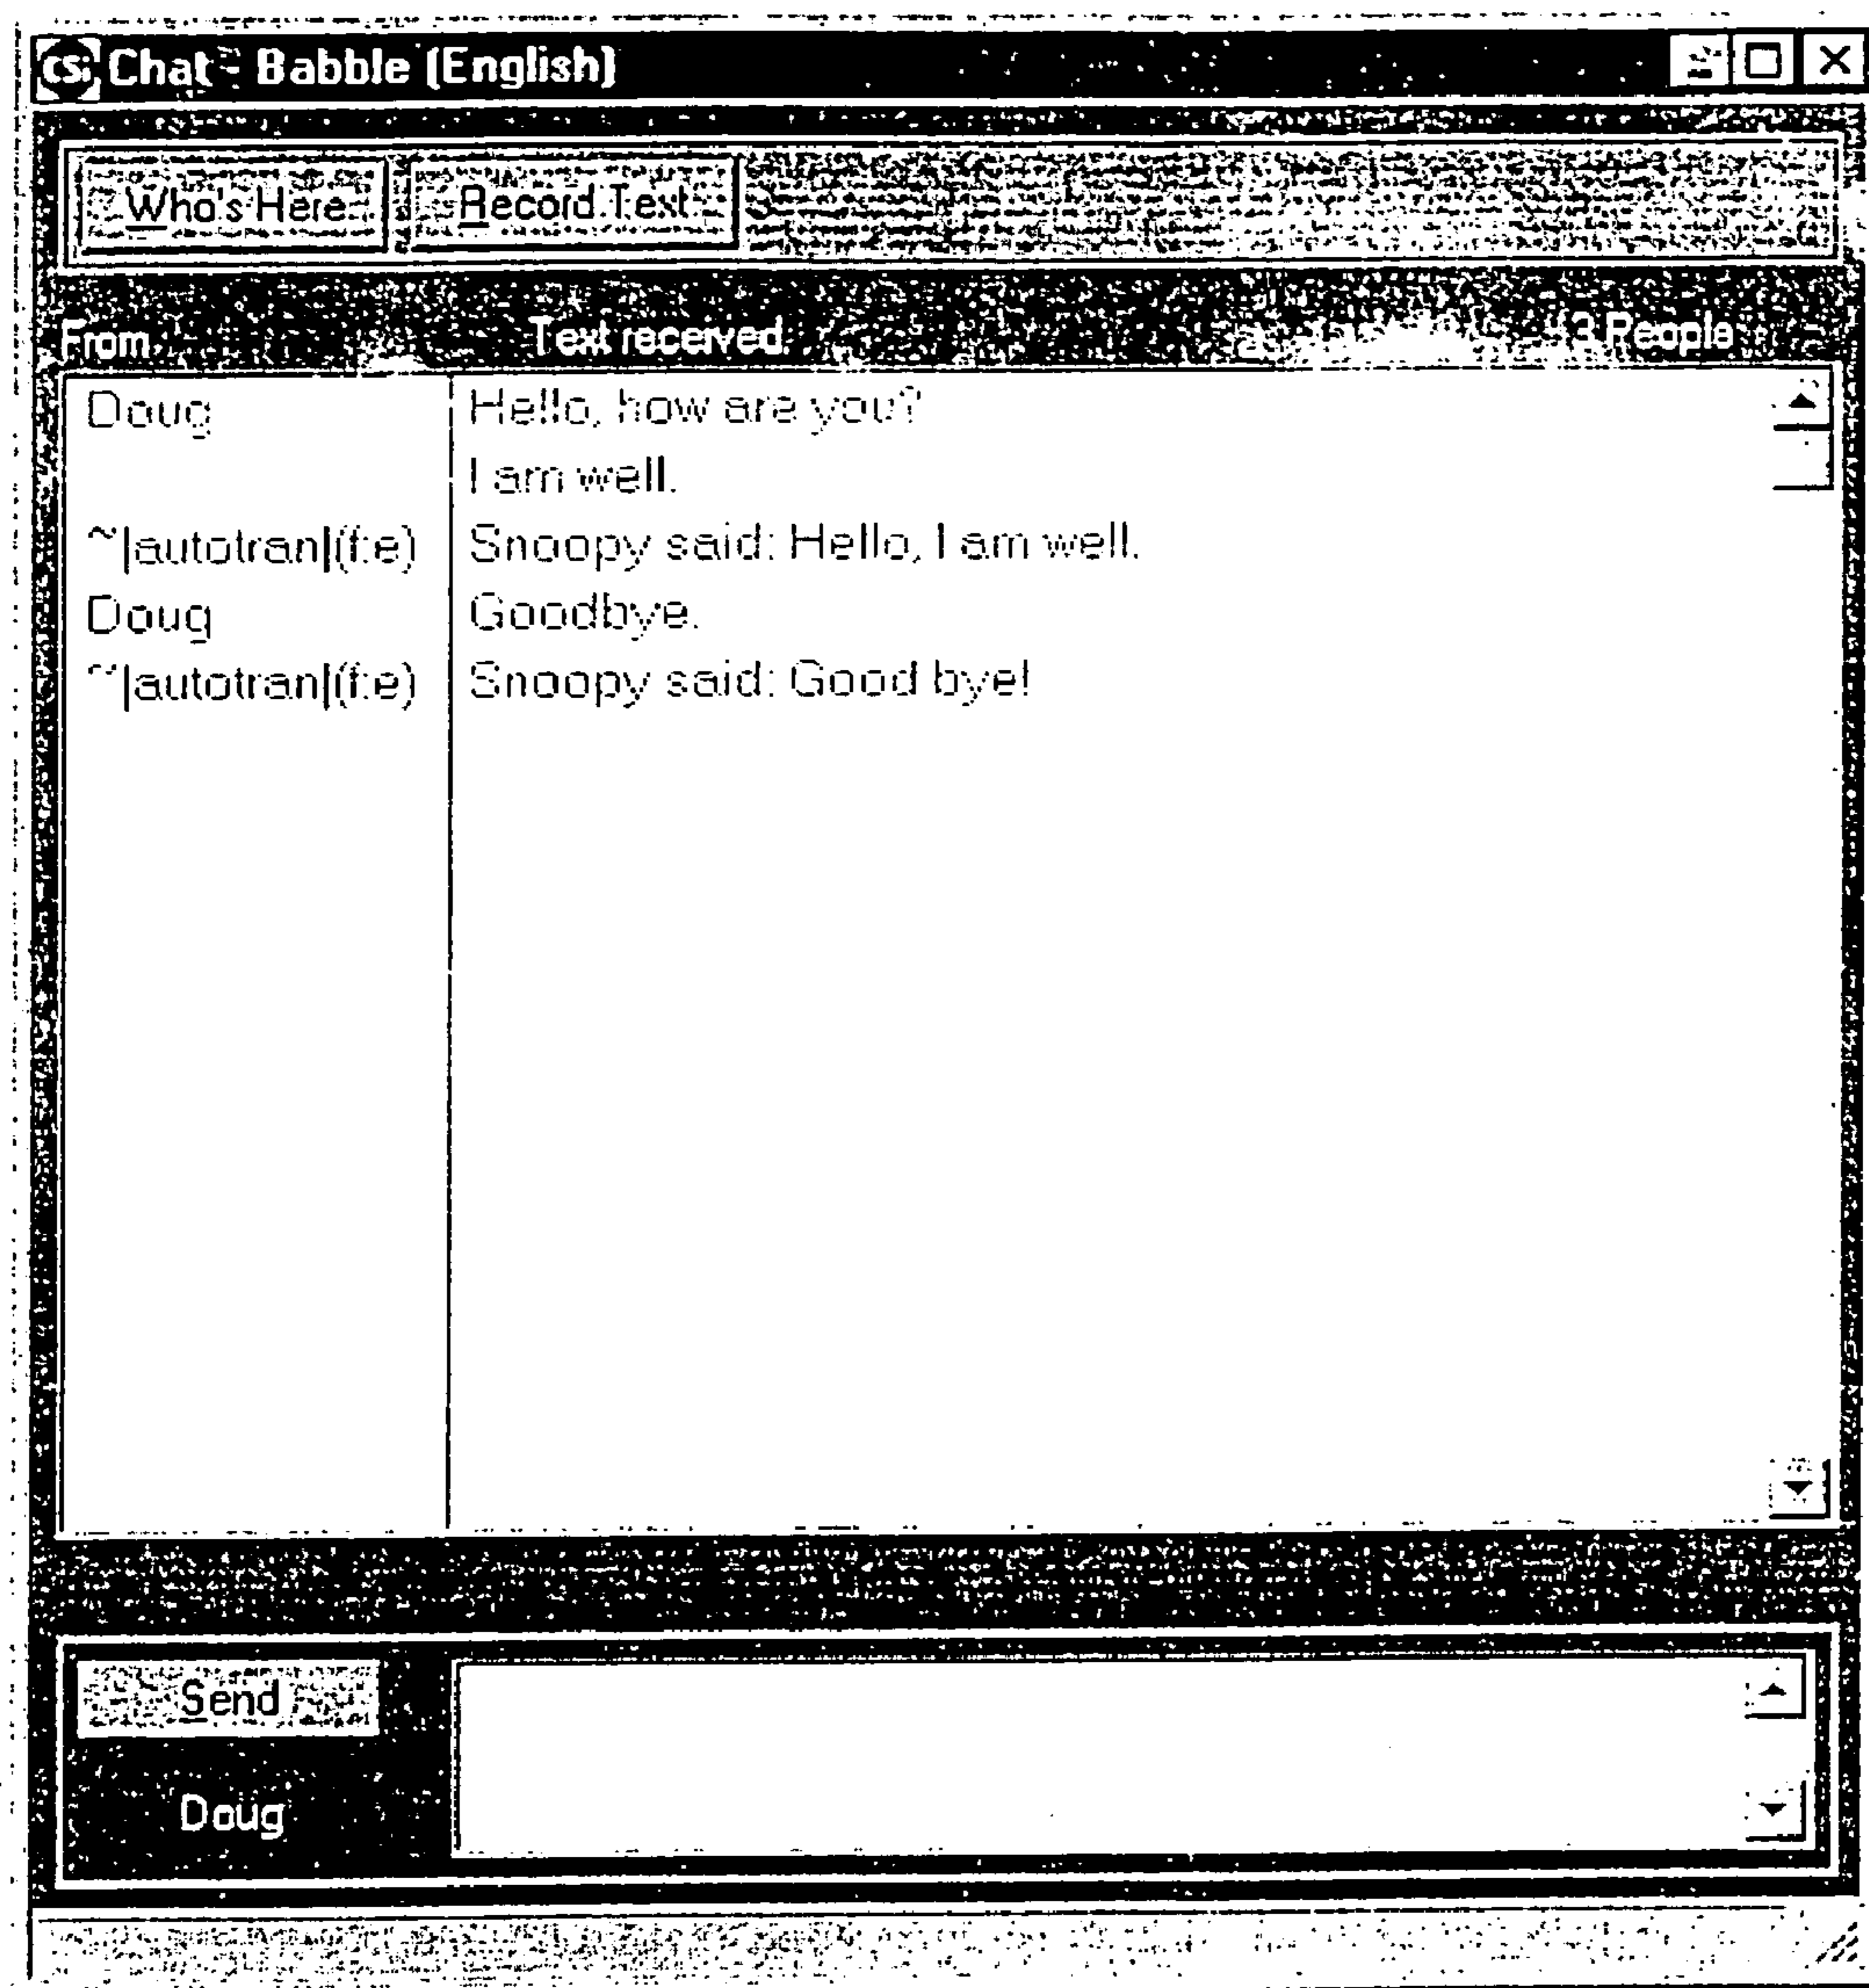 CSi Chat - Babble (English)
Who's Here Record Text
From Text received 3 People
Doug Hello, how are you?
I am well.
~|autotran|(f:e) Snoopy said: Hello, I am well.
Doug Goodbye.
~|autotran|(f:e) Snoopy said: Good bye!
Send
Doug